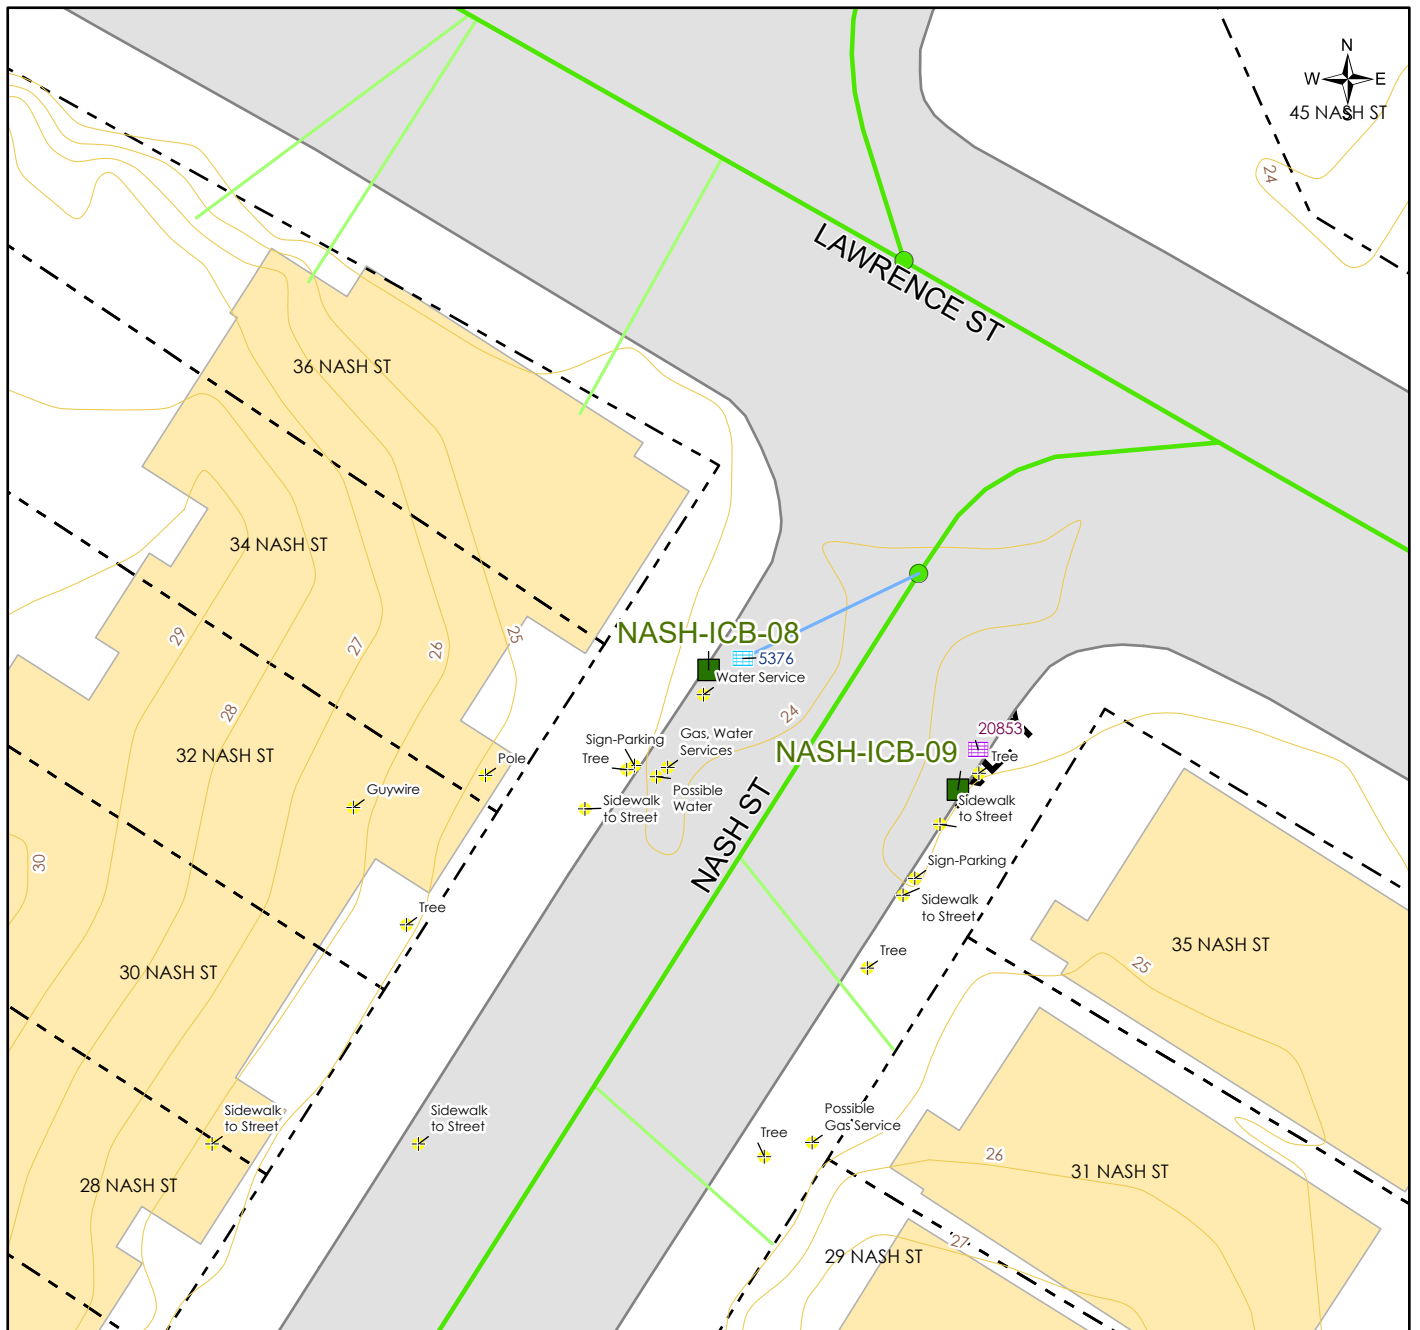 N
W
E
S
45 NASH ST
24
LAWRENCE ST
36 NASH ST
34 NASH ST
29
27
26
25
NASH-ICB-08
5376
Water Service
28
24
20853
NASH-ICB-09
Tree
32 NASH ST
Pole
Guywire
Sign-Parking
Tree
Gas, Water
Services
Possible
Water
Sidewalk
to Street
Sidewalk
to Street
NASH ST
30
Sign-Parking
Sidewalk
to Street
Tree
Tree
35 NASH ST
25
30 NASH ST
Sidewalk
to Street
Sidewalk
to Street
Possible
Gas Service
Tree
26
31 NASH ST
28 NASH ST
27
29 NASH ST